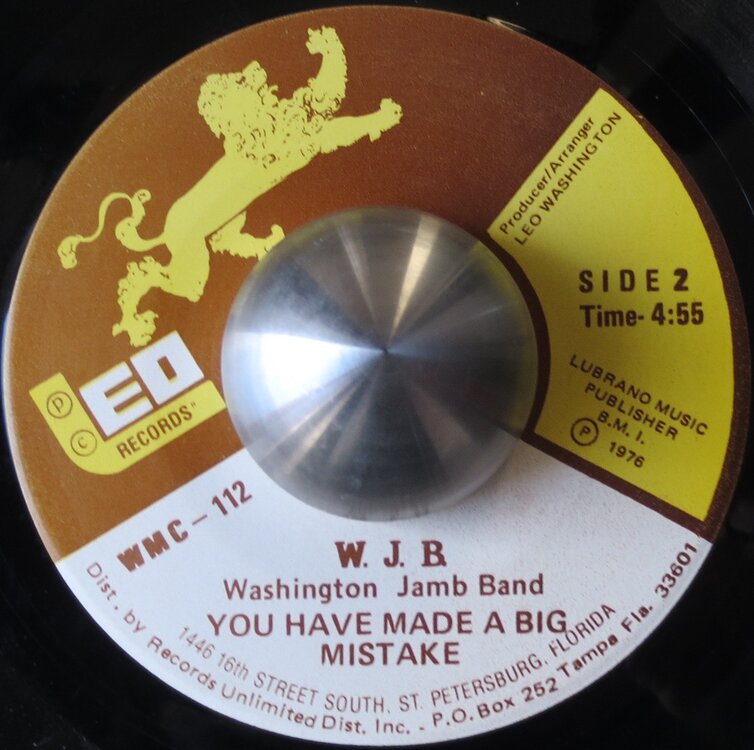 Producer/Arranger
LEO WASHINGTON
SIDE 2
Time- 4:55
LUBRANO MUSIC
PUBLISHER
B.M.I.
℗ 1976
℗ LEO
© RECORDS™
WMC - 112
W. J. B.
Washington Jamb Band
YOU HAVE MADE A BIG
MISTAKE
1446 16th STREET SOUTH. ST. PETERSBURG, FLORIDA
Dist. by Records Unlimited Dist. Inc. - P.O. Box 252 Tampa Fla. 33601